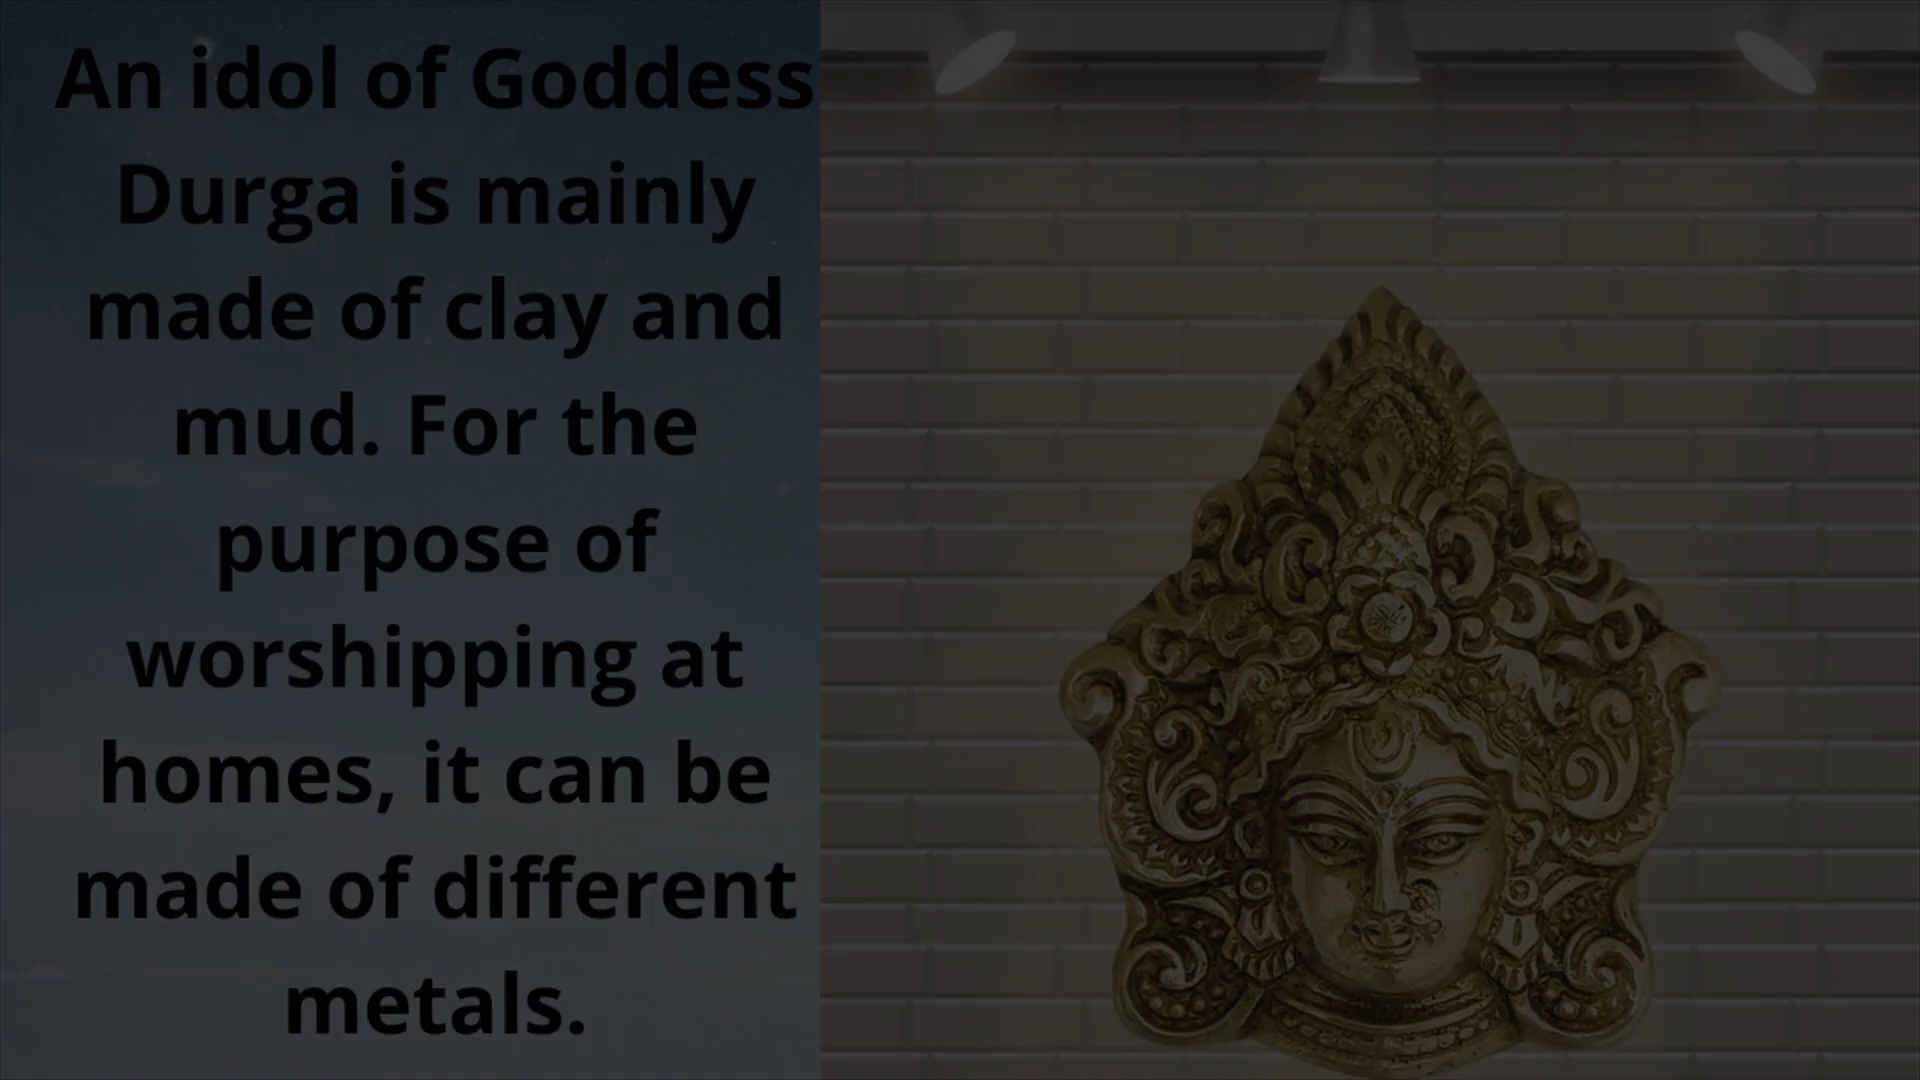 An idol of Goddess
Durga is mainly
made of clay and
mud. For the
purpose of
worshipping at
homes, it can be
made of different
metals.